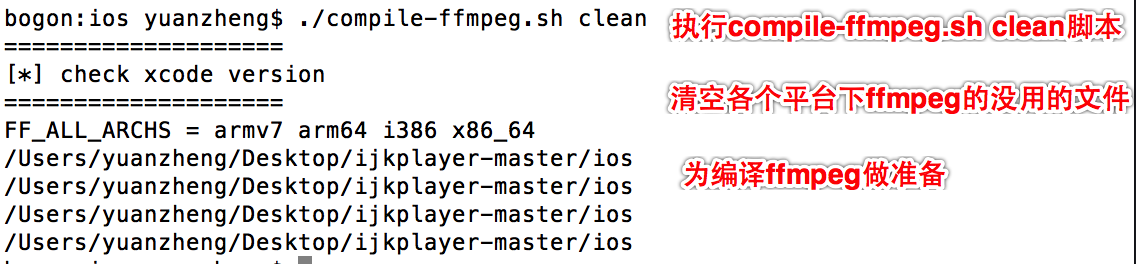 bogon:ios yuanzheng$ ./compile-ffmpeg.sh clean
执行compile-ffmpeg.sh clean脚本
====================
[*] check xcode version
====================
清空各个平台下ffmpeg的没用的文件
FF_ALL_ARCHS = armv7 arm64 i386 x86_64
/Users/yuanzheng/Desktop/ijkplayer-master/ios
为编译ffmpeg做准备
/Users/yuanzheng/Desktop/ijkplayer-master/ios
/Users/yuanzheng/Desktop/ijkplayer-master/ios
/Users/yuanzheng/Desktop/ijkplayer-master/ios